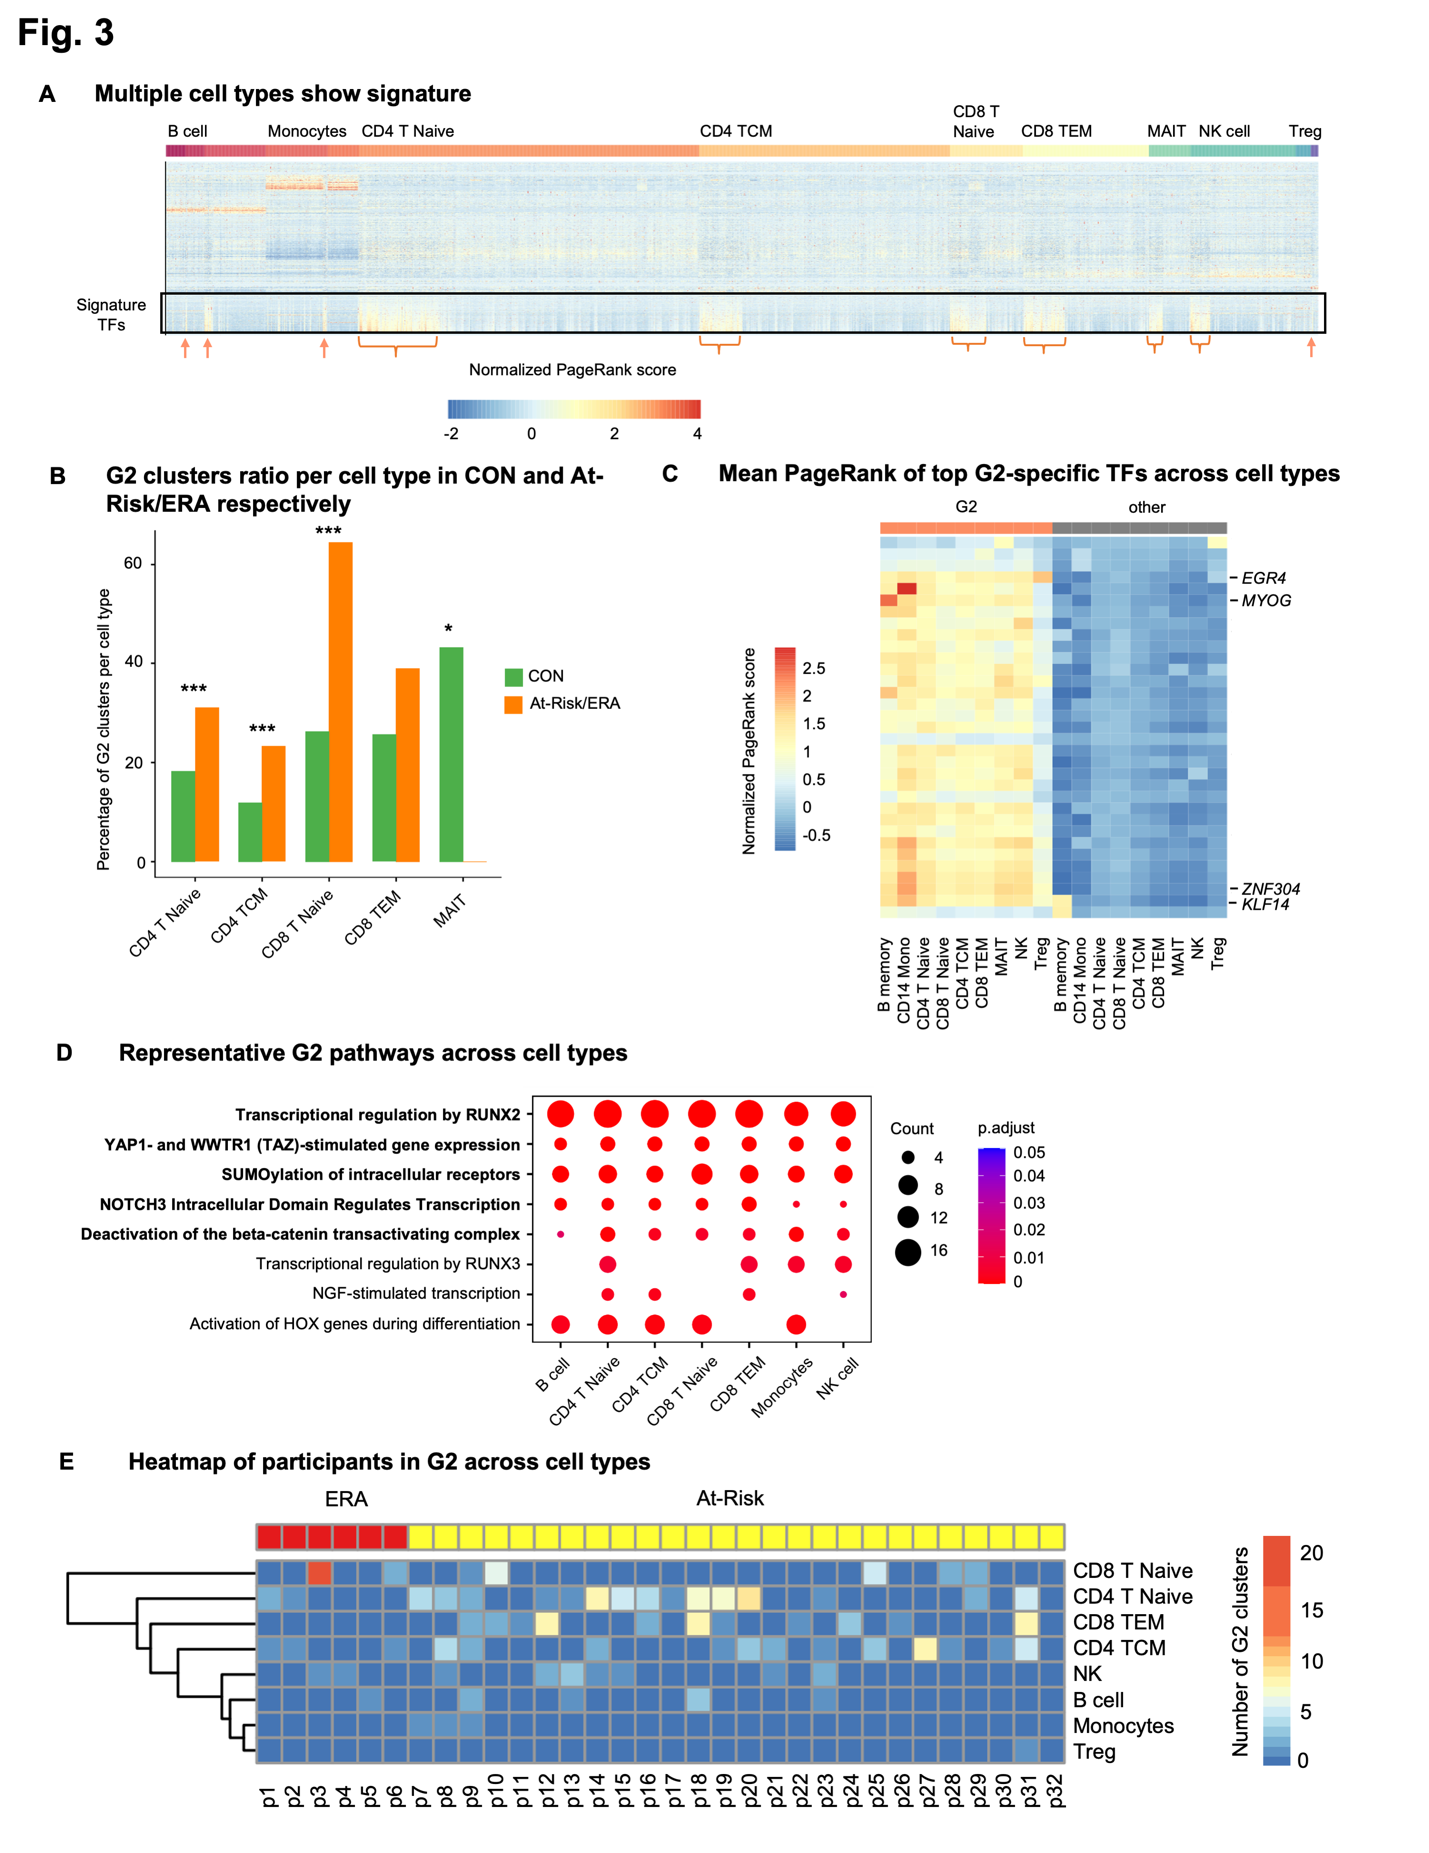 Fig. 3
A Multiple cell types show signature
B cell Monocytes CD4 T Naive CD4 TCM CD8 T Naive CD8 TEM MAIT NK cell Treg
Signature
TFs
Normalized PageRank score
-2 0 2 4
B G2 clusters ratio per cell type in CON and At-
Risk/ERA respectively
Percentage of G2 clusters per cell type
60
40
20
0
***
***
***
*
CON
At-Risk/ERA
CD4 T Naive
CD4 TCM
CD8 T Naive
CD8 TEM
MAIT
C Mean PageRank of top G2-specific TFs across cell types
G2 other
EGR4
MYOG
ZNF304
KLF14
Normalized PageRank score
2.5
2
1.5
1
0.5
0
-0.5
B memory
CD14 Mono
CD4 T Naive
CD8 T Naive
CD4 TCM
CD8 TEM
MAIT
NK
Treg
B memory
CD14 Mono
CD4 T Naive
CD8 T Naive
CD4 TCM
CD8 TEM
MAIT
NK
Treg
D Representative G2 pathways across cell types
Transcriptional regulation by RUNX2
YAP1- and WWTR1 (TAZ)-stimulated gene expression
SUMOylation of intracellular receptors
NOTCH3 Intracellular Domain Regulates Transcription
Deactivation of the beta-catenin transactivating complex
Transcriptional regulation by RUNX3
NGF-stimulated transcription
Activation of HOX genes during differentiation
B cell
CD4 T Naive
CD4 TCM
CD8 T Naive
CD8 TEM
Monocytes
NK cell
Count
4
8
12
16
p.adjust
0.05
0.04
0.03
0.02
0.01
0
E Heatmap of participants in G2 across cell types
ERA At-Risk
CD8 T Naive
CD4 T Naive
CD8 TEM
CD4 TCM
NK
B cell
Monocytes
Treg
p1
p2
p3
p4
p5
p6
p7
p8
p9
p10
p11
p12
p13
p14
p15
p16
p17
p18
p19
p20
p21
p22
p23
p24
p25
p26
p27
p28
p29
p30
p31
p32
Number of G2 clusters
20
15
10
5
0